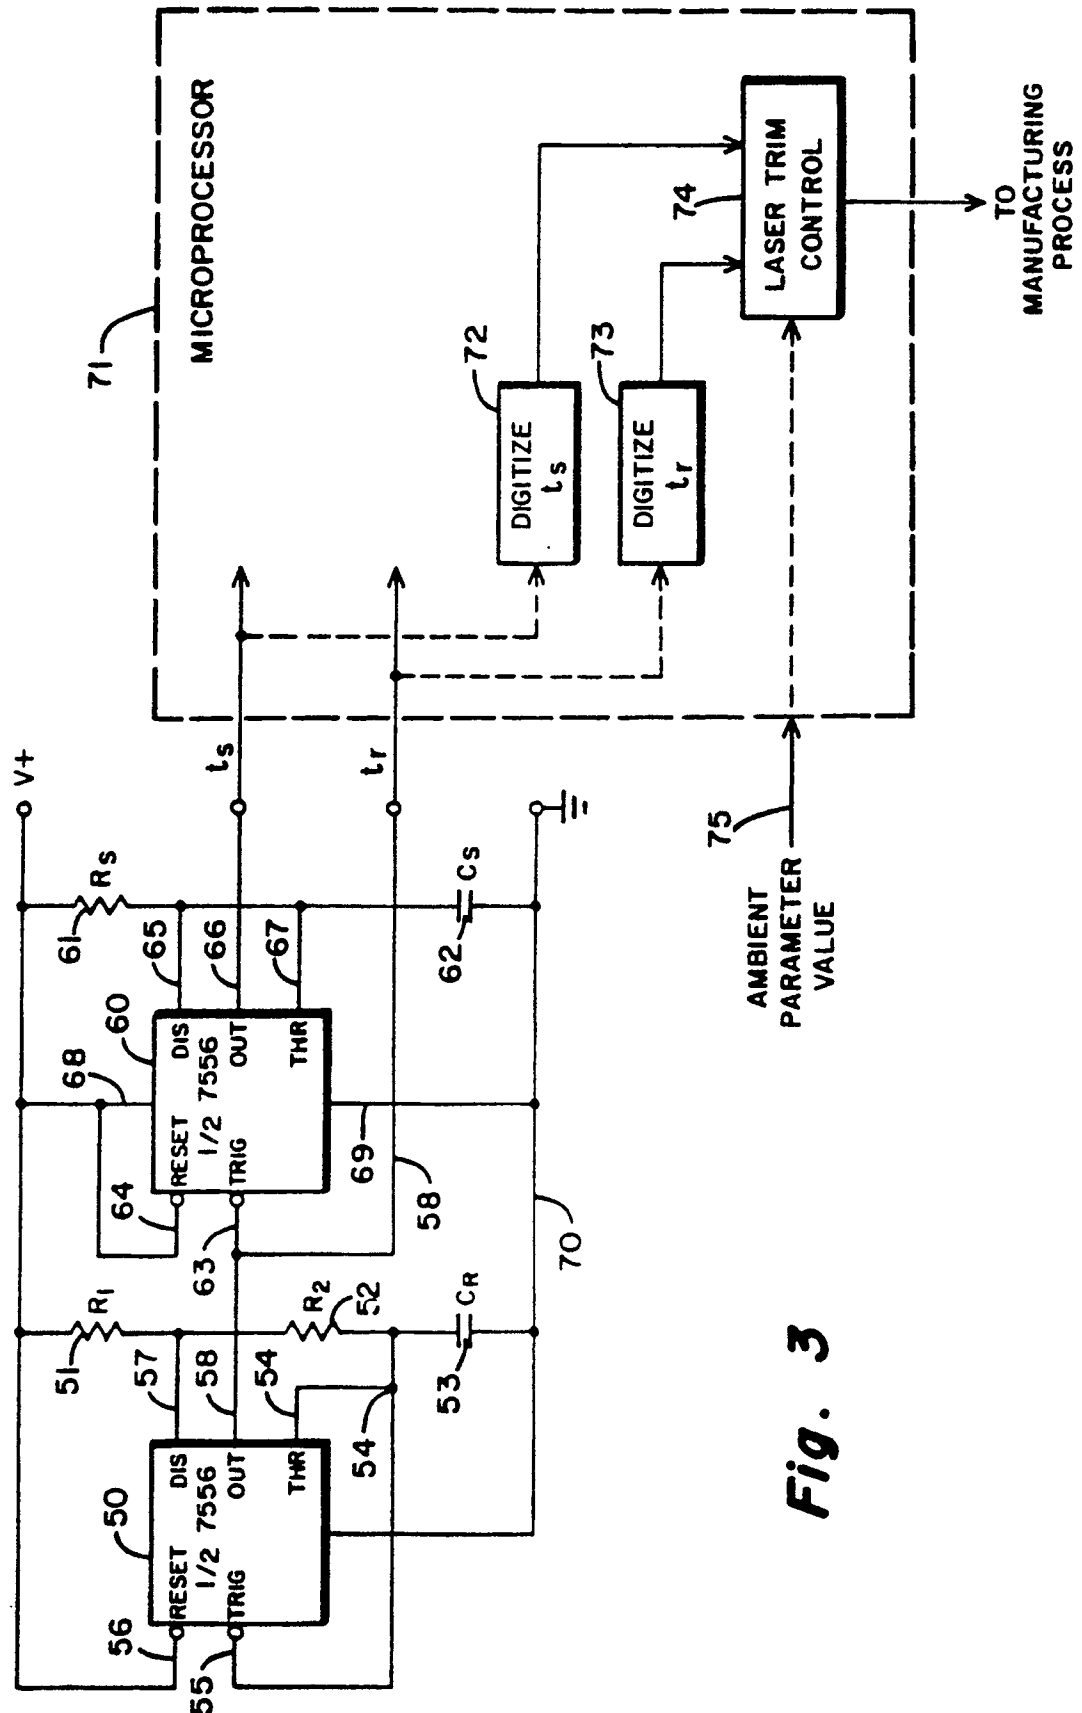 V+
R1
51
57
R2
52
58
54
54
CR
53
50
DIS
RESET
1/2 7556
OUT
TRIG
THR
56
55
RS
61
65
66
67
CS
62
60
68
DIS
RESET
1/2 7556
OUT
TRIG
THR
64
63
69
58
70
ts
tr
71
MICROPROCESSOR
72
DIGITIZE
ts
73
DIGITIZE
tr
74
LASER TRIM
CONTROL
75
AMBIENT
PARAMETER
VALUE
TO
MANUFACTURING
PROCESS
Fig. 3